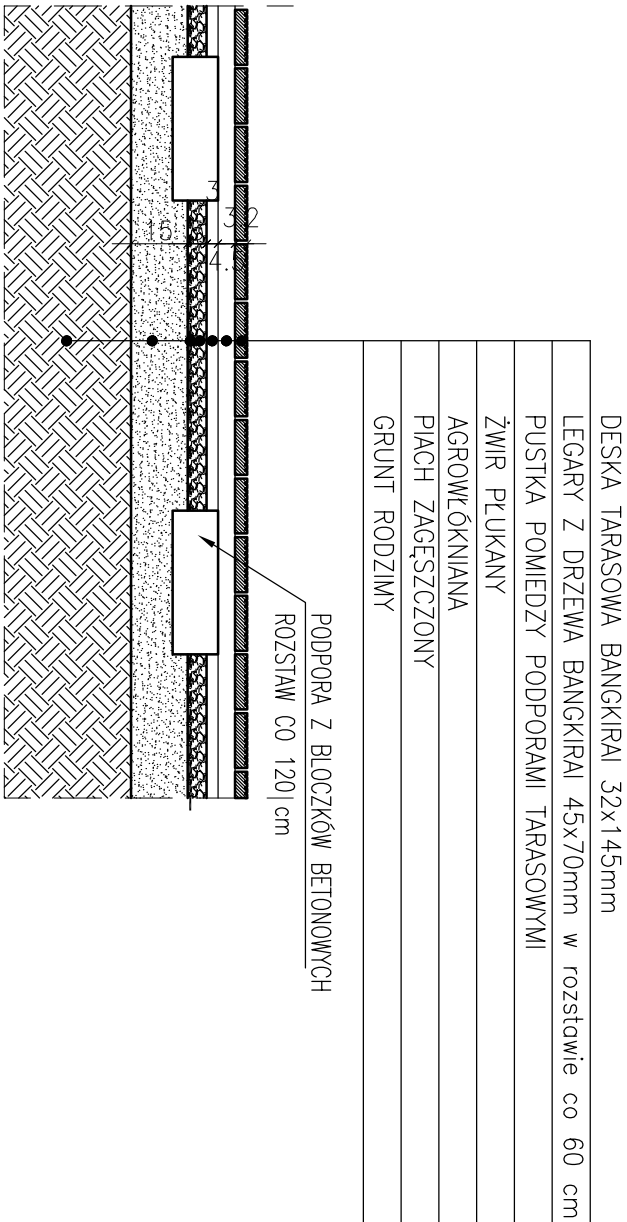 DESKA TARASOWA BANGKIRAI 32x145mm
LEGARY Z DRZEWA BANGKIRAI 45x70mm w rozstawie co 60 cm
PUSTKA POMIEDZY PODPORAMI TARASOWYMI
ŻWIR PŁUKANY
AGROWŁÓKNIANA
PIACH ZAGĘSZCZONY
GRUNT RODZIMY
PODPORA Z BLOCZKÓW BETONOWYCH
ROZSTAW CO 120 cm
3
3.2
15